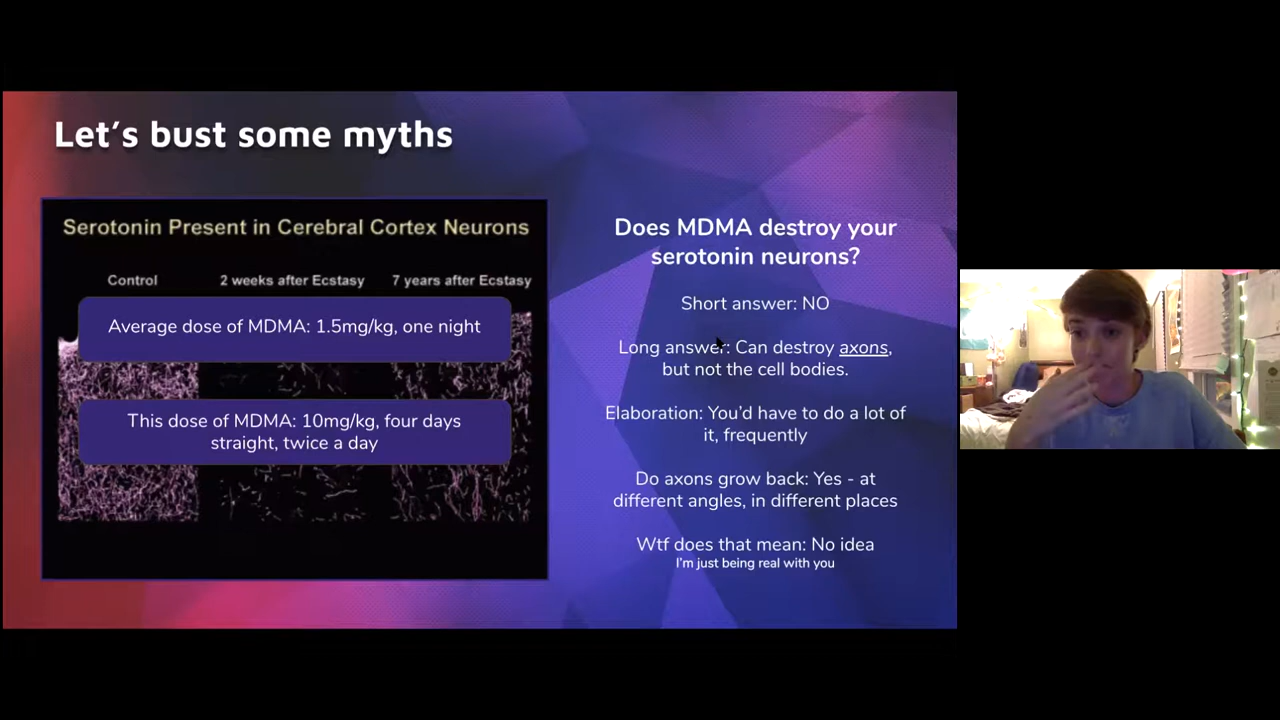 Let's bust some myths
Serotonin Present in Cerebral Cortex Neurons
Control
2 weeks after Ecstasy
7 years after Ecstasy
Average dose of MDMA: 1.5mg/kg, one night
This dose of MDMA: 10mg/kg, four days
straight, twice a day
Does MDMA destroy your
serotonin neurons?
Short answer: NO
Long answer: Can destroy axons,
but not the cell bodies.
Elaboration: You'd have to do a lot of
it, frequently
Do axons grow back: Yes - at
different angles, in different places
Wtf does that mean: No idea
I'm just being real with you